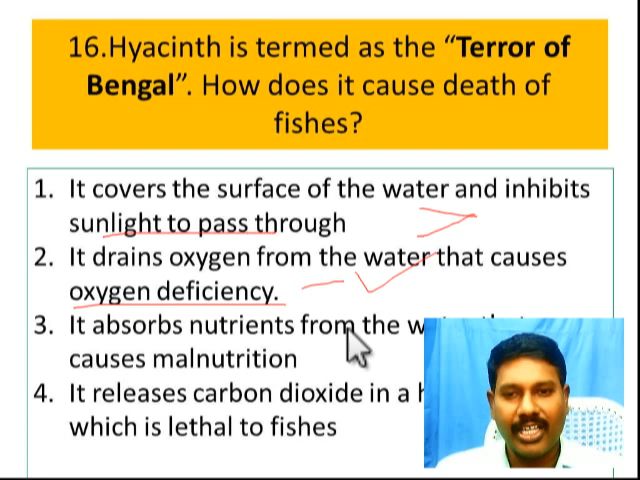 16.Hyacinth is termed as the “Terror of
Bengal”. How does it cause death of
fishes?
1. It covers the surface of the water and inhibits
sunlight to pass through
2. It drains oxygen from the water that causes
oxygen deficiency.
3. It absorbs nutrients from the
causes malnutrition
4. It releases carbon dioxide in a
which is lethal to fishes